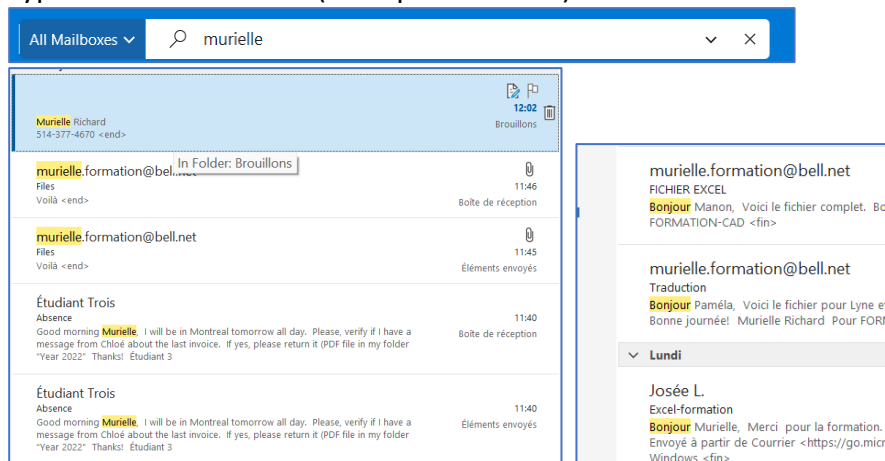 All Mailboxes
murielle
12:02
Murielle Richard
514-377-4670 <end>
Brouillons
In Folder: Brouillons
murielle.formation@bell.net
Files
11:46
Voilà <end>
Boîte de réception
murielle.formation@bell.net
Files
11:45
Voilà <end>
Éléments envoyés
Étudiant Trois
Absence
11:40
Good morning Murielle, I will be in Montreal tomorrow all day. Please, verify if I have a
message from Chloé about the last invoice. If yes, please return it (PDF file in my folder
"Year 2022" Thanks! Étudiant 3
Boîte de réception
Étudiant Trois
Absence
11:40
Good morning Murielle, I will be in Montreal tomorrow all day. Please, verify if I have a
message from Chloé about the last invoice. If yes, please return it (PDF file in my folder
"Year 2022" Thanks! Étudiant 3
Éléments envoyés
murielle.formation@bell.net
FICHIER EXCEL
Bonjour Manon, Voici le fichier complet.
FORMATION-CAD <fin>
murielle.formation@bell.net
Traduction
Bonjour Paméla, Voici le fichier pour Lyne et
Bonne journée! Murielle Richard Pour
Lundi
Josée L.
Excel-formation
Bonjour Murielle, Merci pour la formation.
Envoyé à partir de Courrier <https://go.micr
Windows <fin>